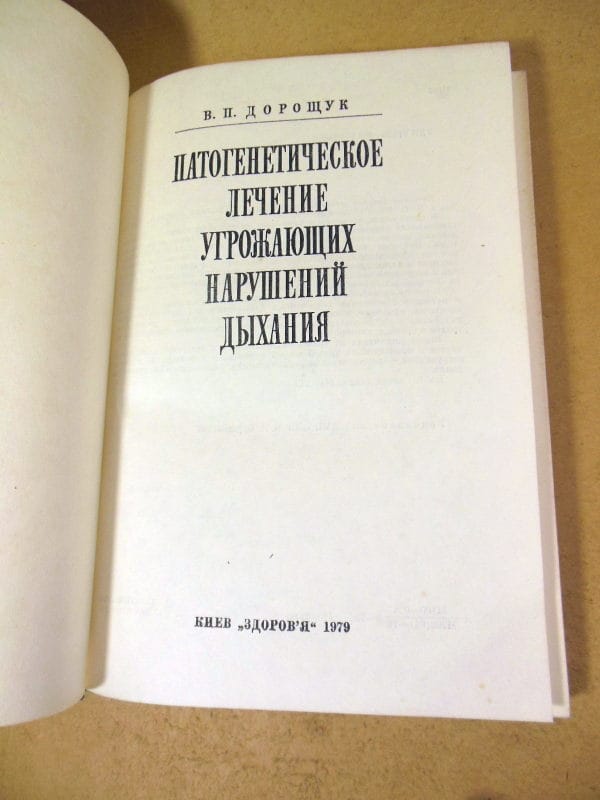 В. П. ДОРОЩУК
ПАТОГЕНЕТИЧЕСКОЕ
ЛЕЧЕНИЕ
УГРОЖАЮЩИХ
НАРУШЕНИЙ
ДЫХАНИЯ
КИЕВ „ЗДОРОВ'Я“ 1979